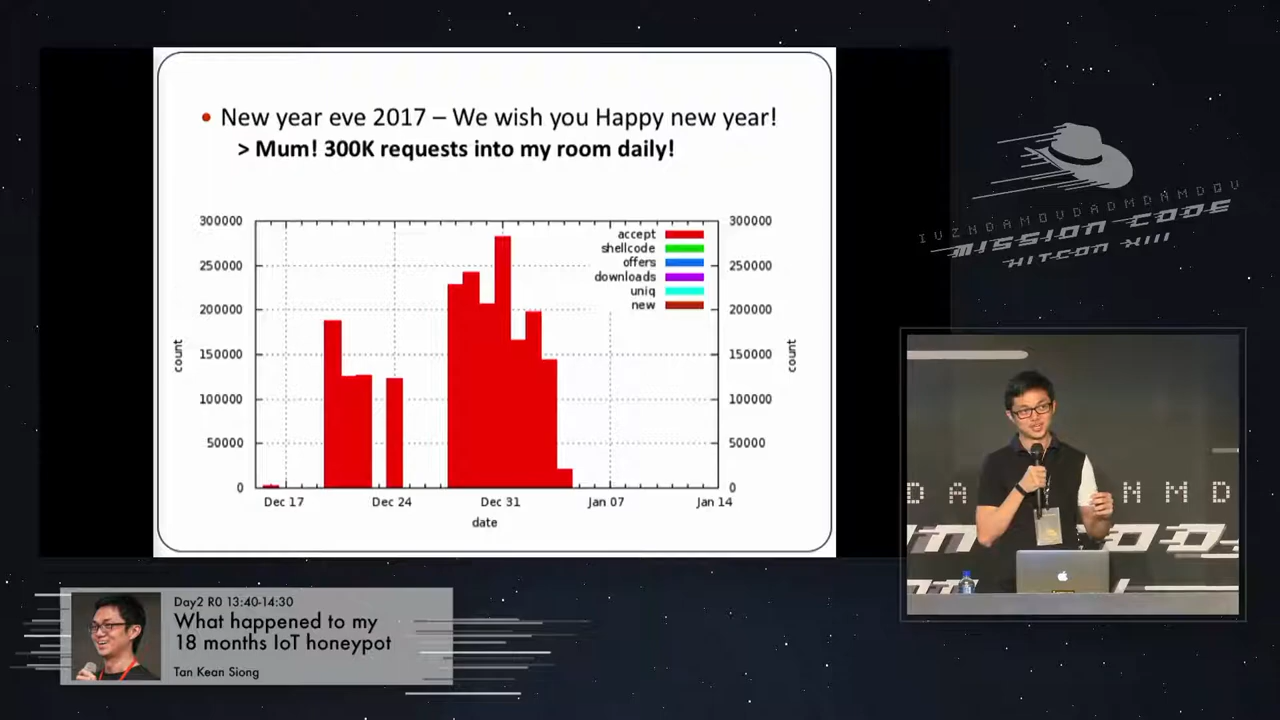 New year eve 2017 – We wish you Happy new year!
> Mum! 300K requests into my room daily!
300000
250000
200000
150000
100000
50000
0
count
accept
shellcode
offers
downloads
uniq
new
300000
250000
200000
150000
100000
50000
0
count
Dec 17
Dec 24
Dec 31
Jan 07
Jan 14
date
MISSION CODE
HITCON XIII
Day2 R0 13:40-14:30
What happened to my
18 months IoT honeypot
Tan Kean Siong